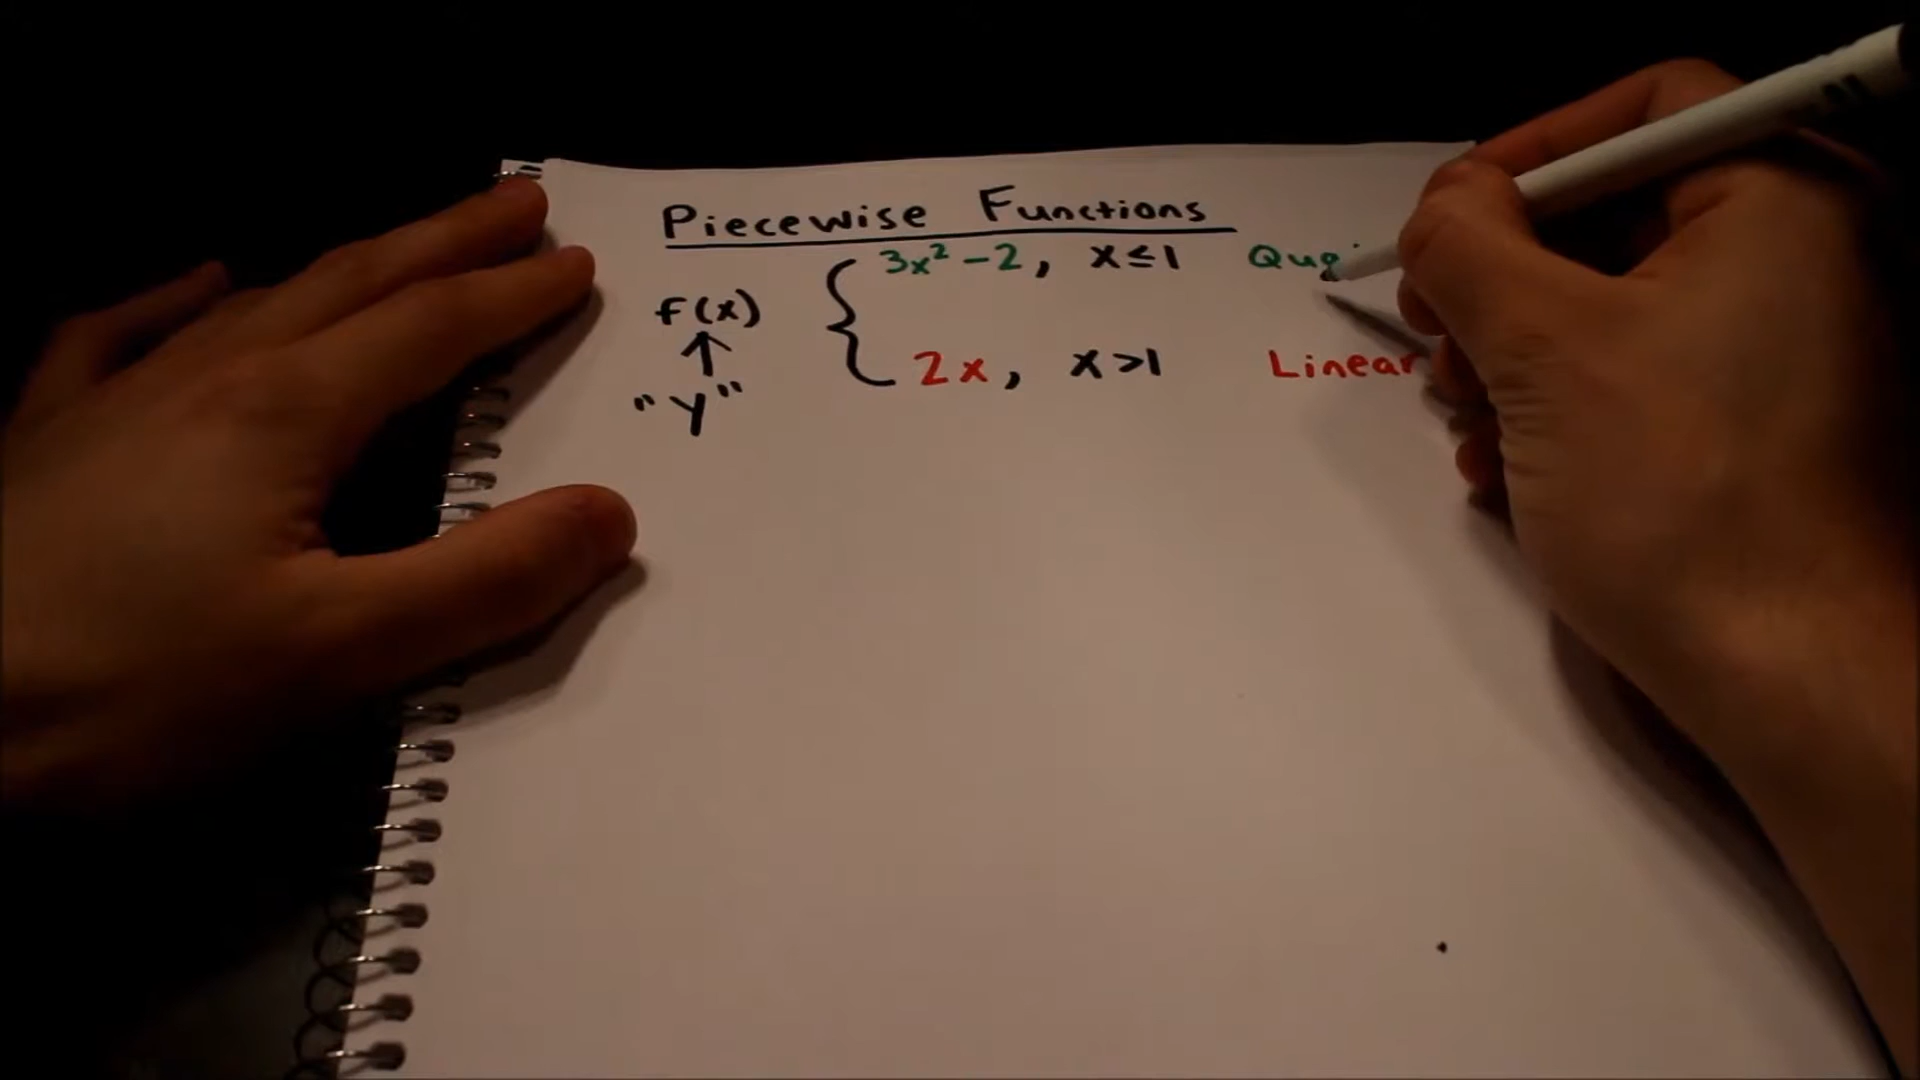 Piecewise Functions
3x² - 2, x ≤ 1
f(x) {
2x, x > 1 Linear
"Y"